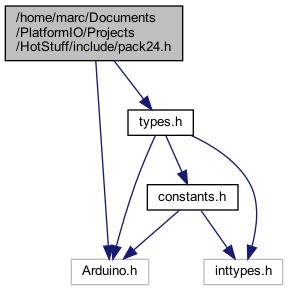 /home/marc/Documents
/PlatformIO/Projects
/HotStuff/include/pack24.h
types.h
constants.h
Arduino.h
inttypes.h